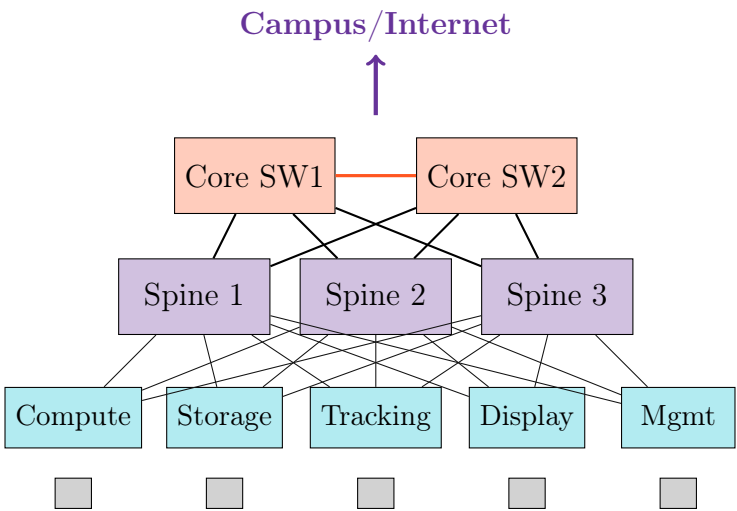 Campus/Internet
Core SW1 Core SW2
Spine 1 Spine 2 Spine 3
Compute Storage Tracking Display Mgmt